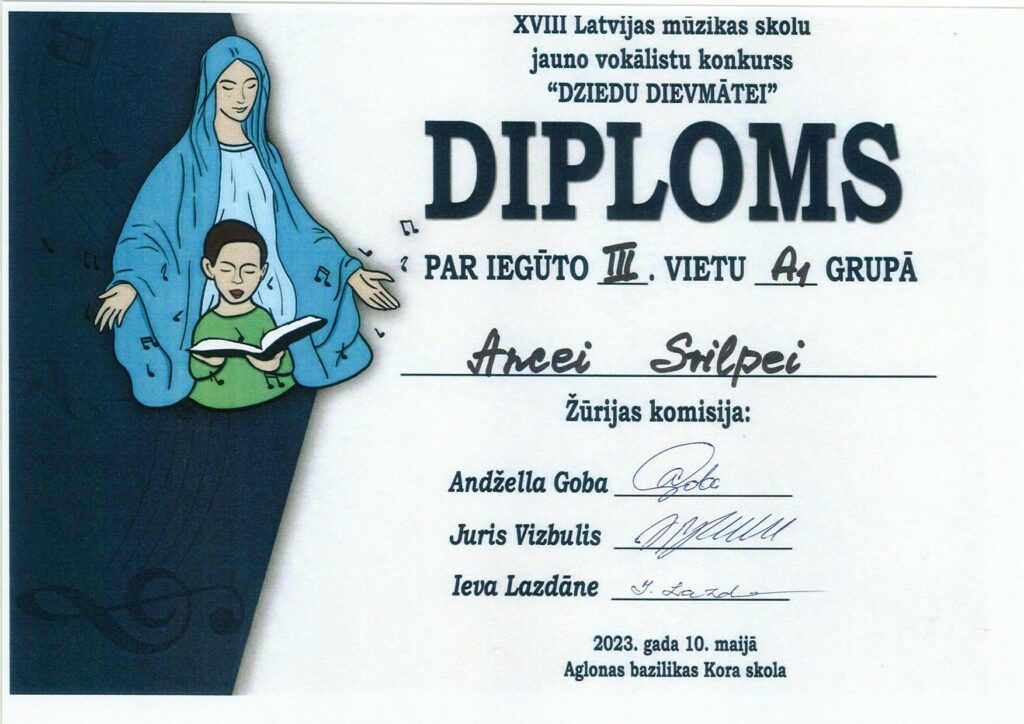 XVIII Latvijas mūzikas skolu
jauno vokālistu konkurss
“DZIEDU DIEVMĀTEI”
DIPLOMS
PAR IEGŪTO III. VIETU A1 GRUPĀ
Ancei Svilpei
Žūrijas komisija:
Andžella Goba
Juris Vizbulis
Ieva Lazdāne
2023. gada 10. maijā
Aglonas bazilikas Kora skola